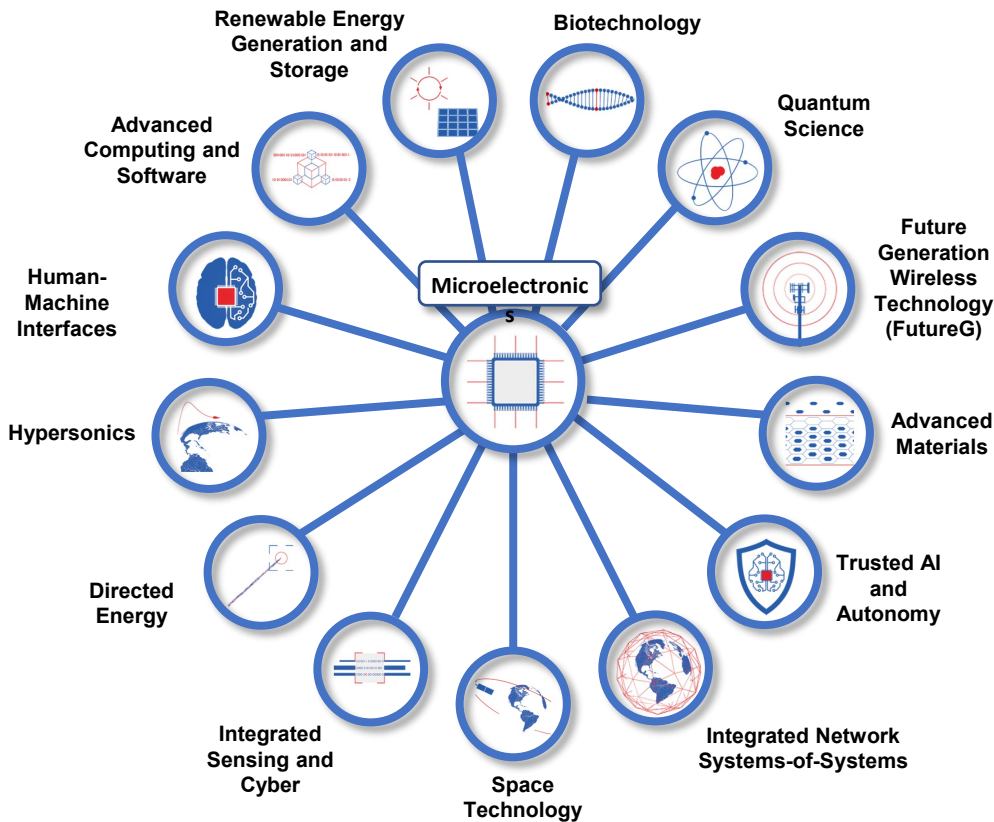 Renewable Energy
Generation and
Storage
Biotechnology
Quantum
Science
Advanced
Computing and
Software
Future
Generation
Wireless
Technology
(FutureG)
Human-
Machine
Interfaces
Microelectronic
s
Hypersonics
Advanced
Materials
Directed
Energy
Trusted AI
and
Autonomy
Integrated
Sensing and
Cyber
Space
Technology
Integrated Network
Systems-of-Systems